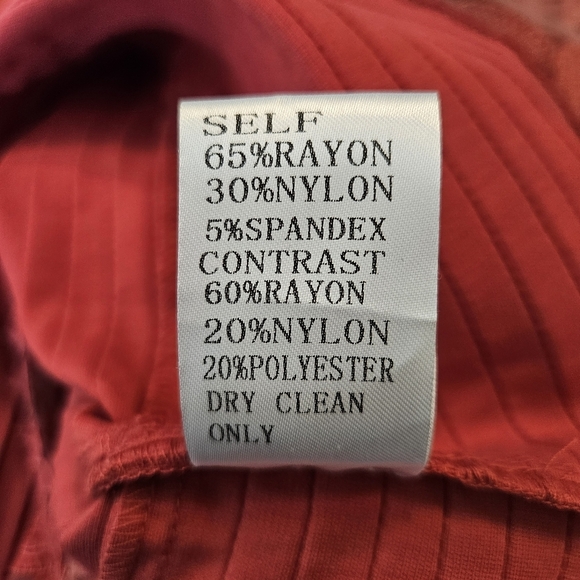 SELF
65%RAYON
30%NYLON
5%SPANDEX
CONTRAST
60%RAYON
20%NYLON
20%POLYESTER
DRY CLEAN
ONLY